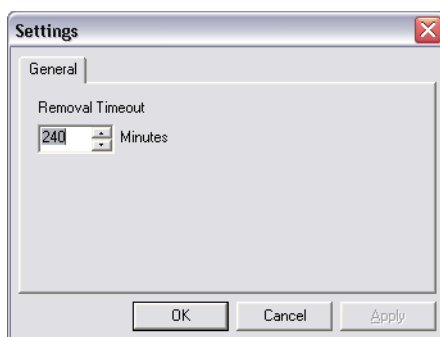 Settings
General
Removal Timeout
240 Minutes
OK Cancel Apply